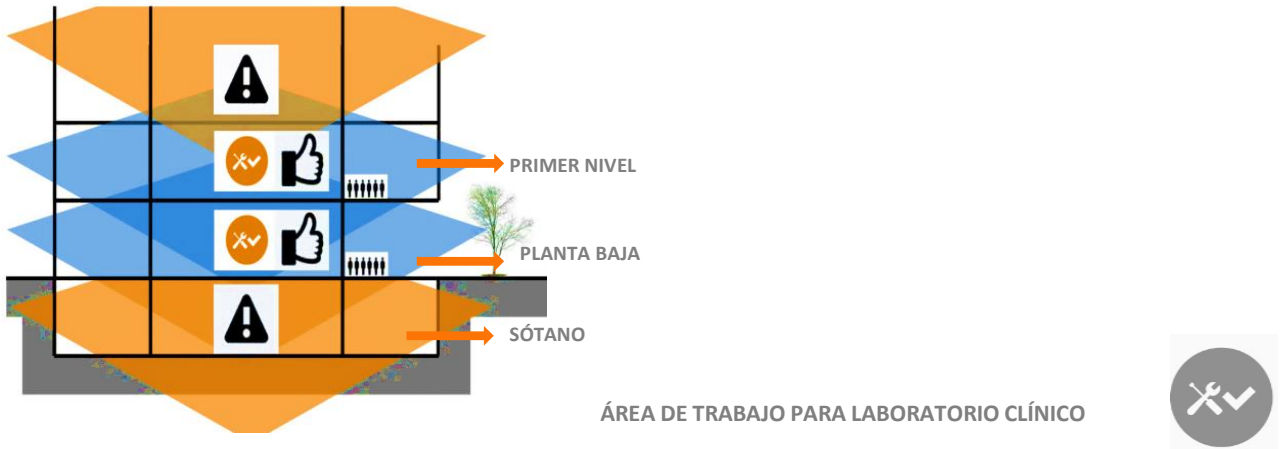 PRIMER NIVEL
PLANTA BAJA
SÓTANO
ÁREA DE TRABAJO PARA LABORATORIO CLÍNICO